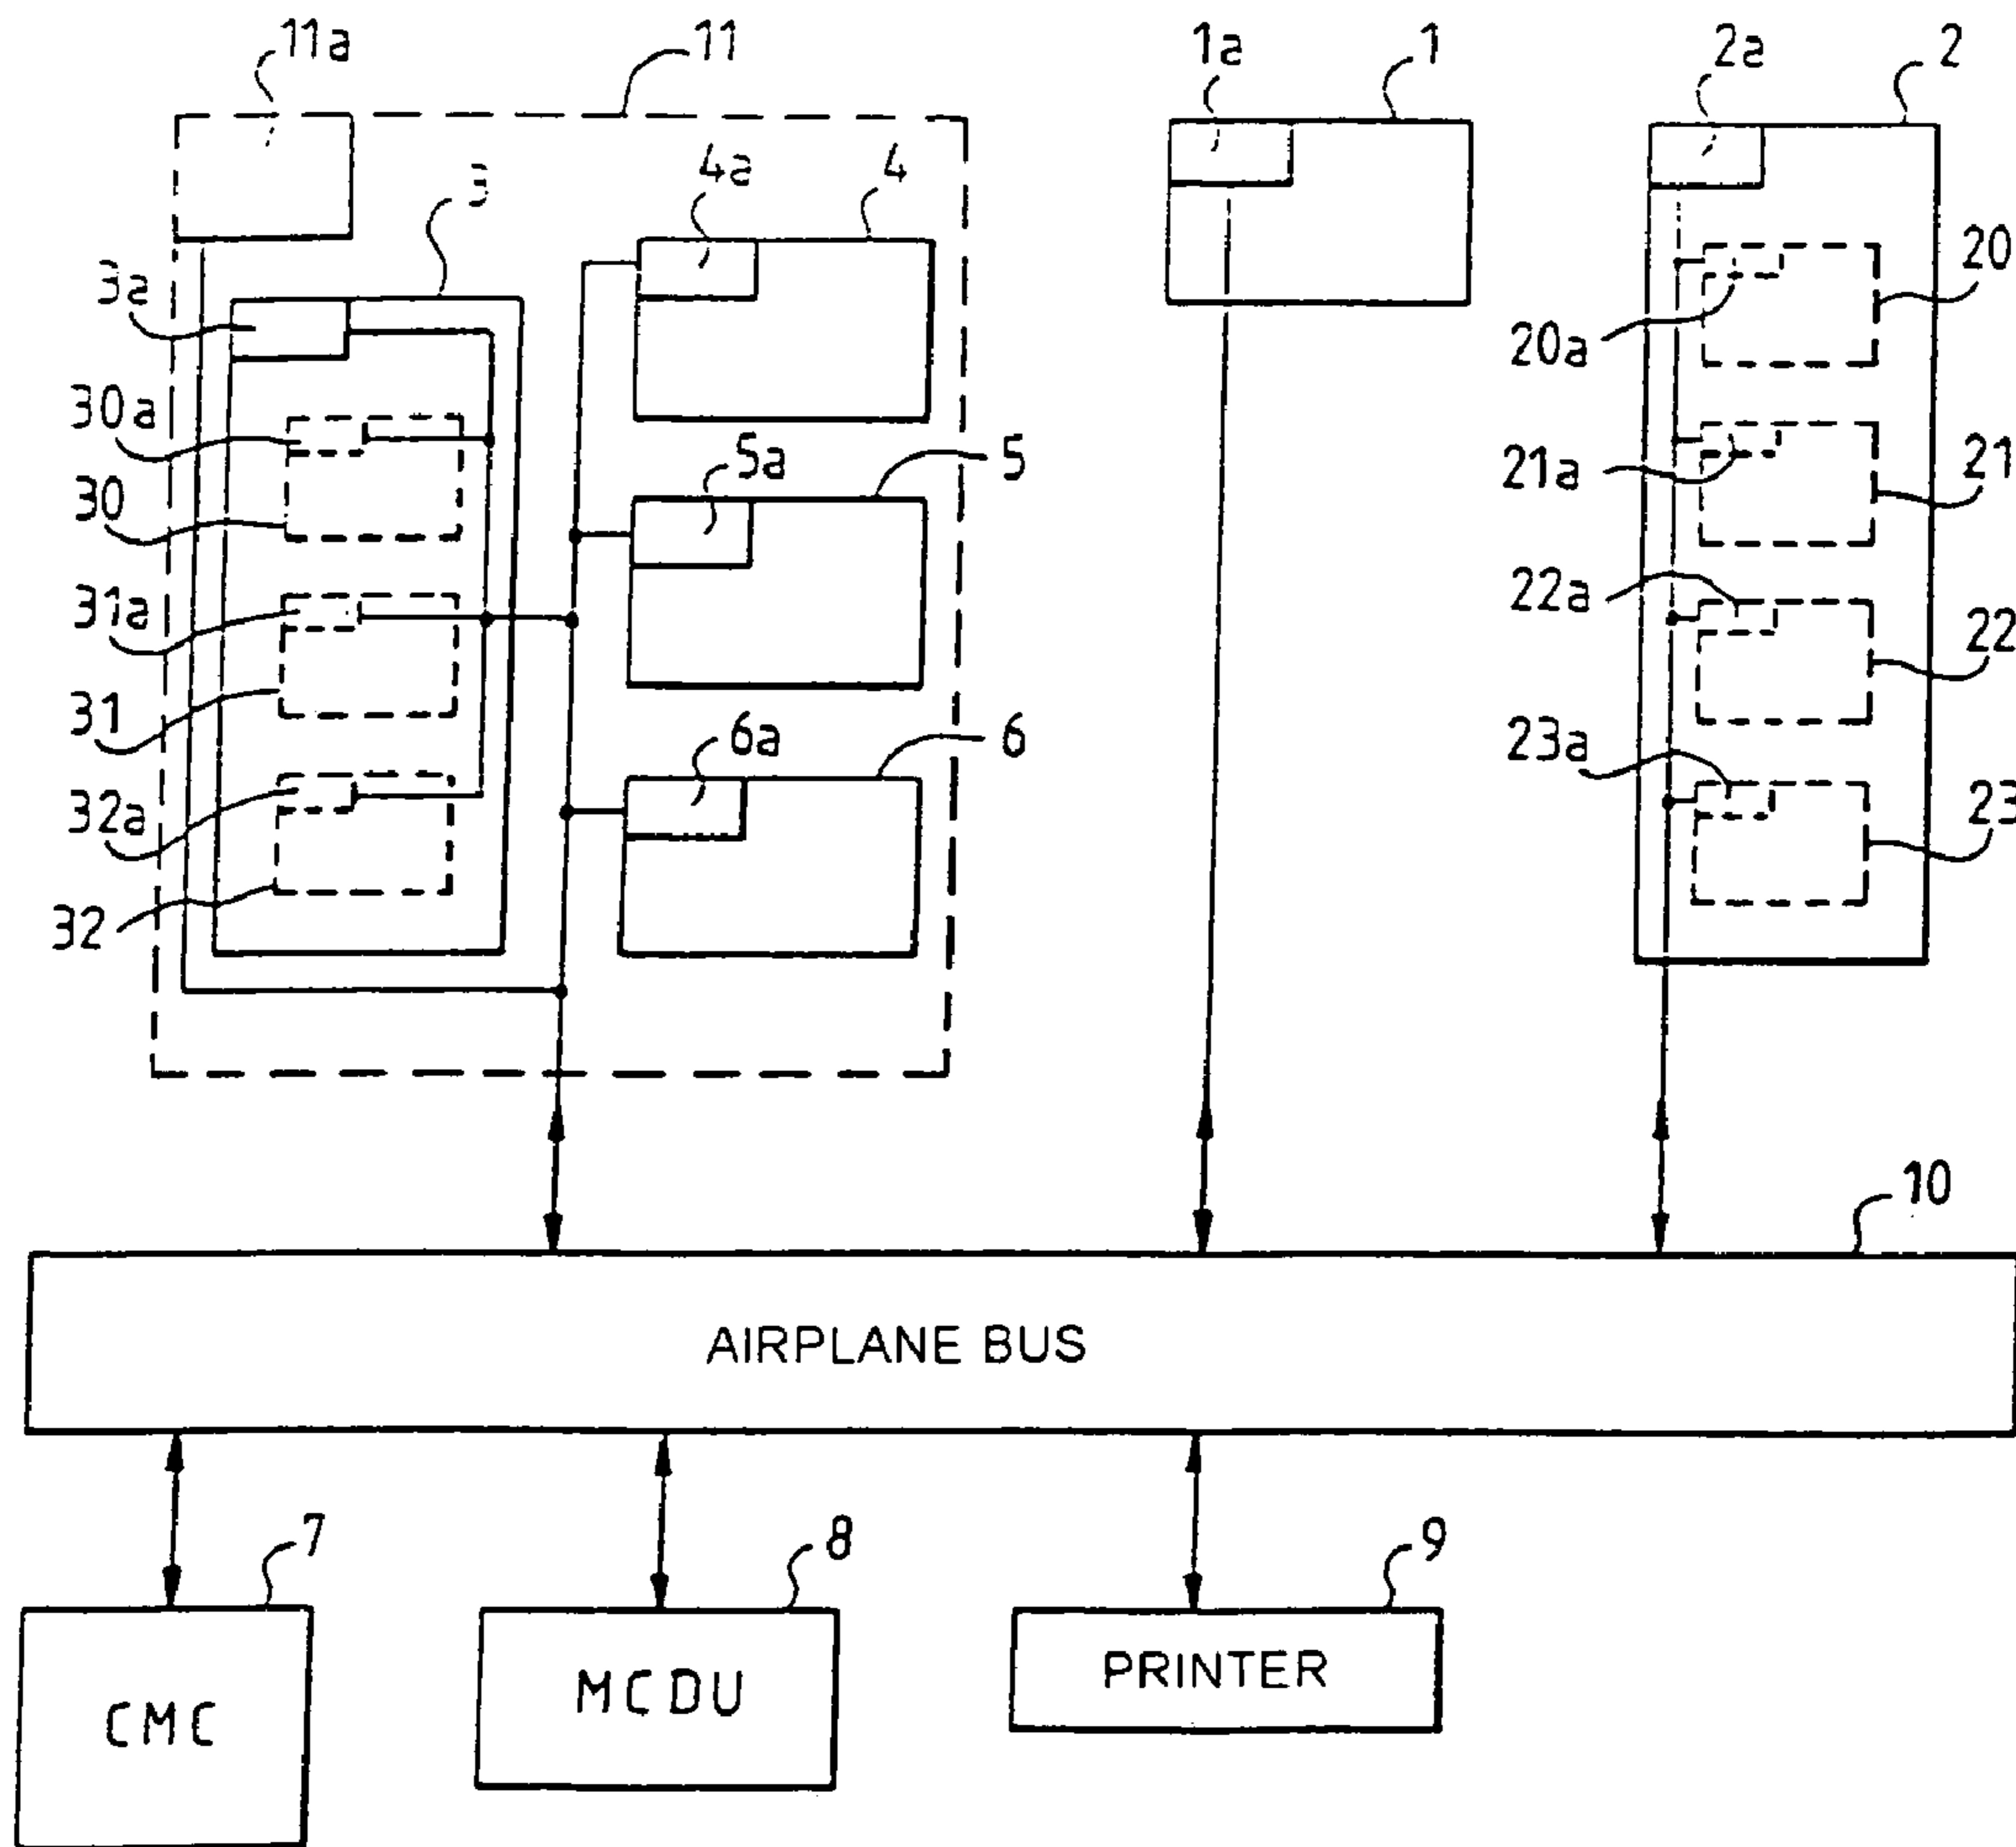 11a 11 1a 1 2a 2
4a 4
3
3a
20
20a
30a
5a 5
21a 21
30
31a
22a
22
31
6a 6
23a
32a
23
32
10
AIRPLANE BUS
7 8 9
CMC
MCDU
PRINTER